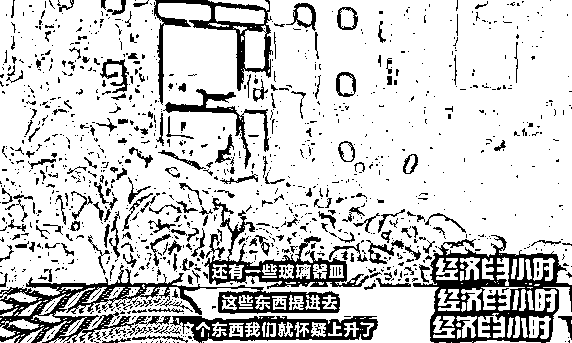 还有一些玻璃器皿
经济半小时
这些东西提进去
经济半小时
这个东西我们就怀疑上升了
经济半小时